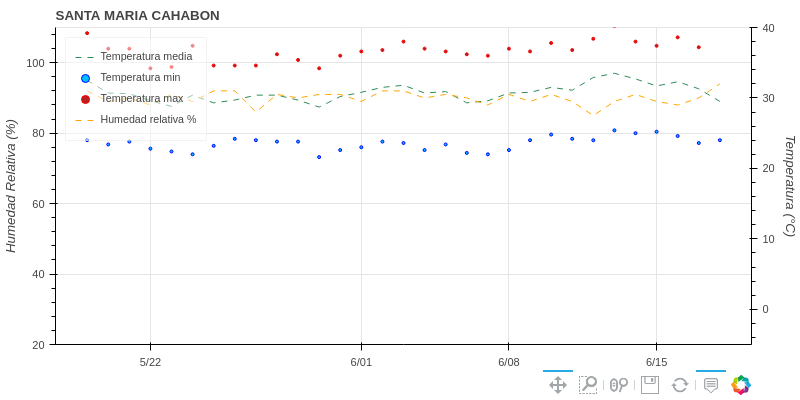 SANTA MARIA CAHABON
Temperatura media
Temperatura min
Temperatura max
Humedad relativa %
Humedad Relativa (%)
100
80
60
40
20
Temperatura (°C)
40
30
20
10
0
5/22
6/01
6/08
6/15